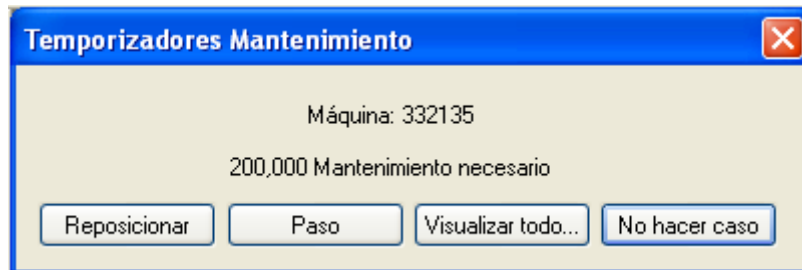 Temporizadores Mantenimiento
Máquina: 332135
200,000 Mantenimiento necesario
Reposicionar Paso Visualizar todo... No hacer caso